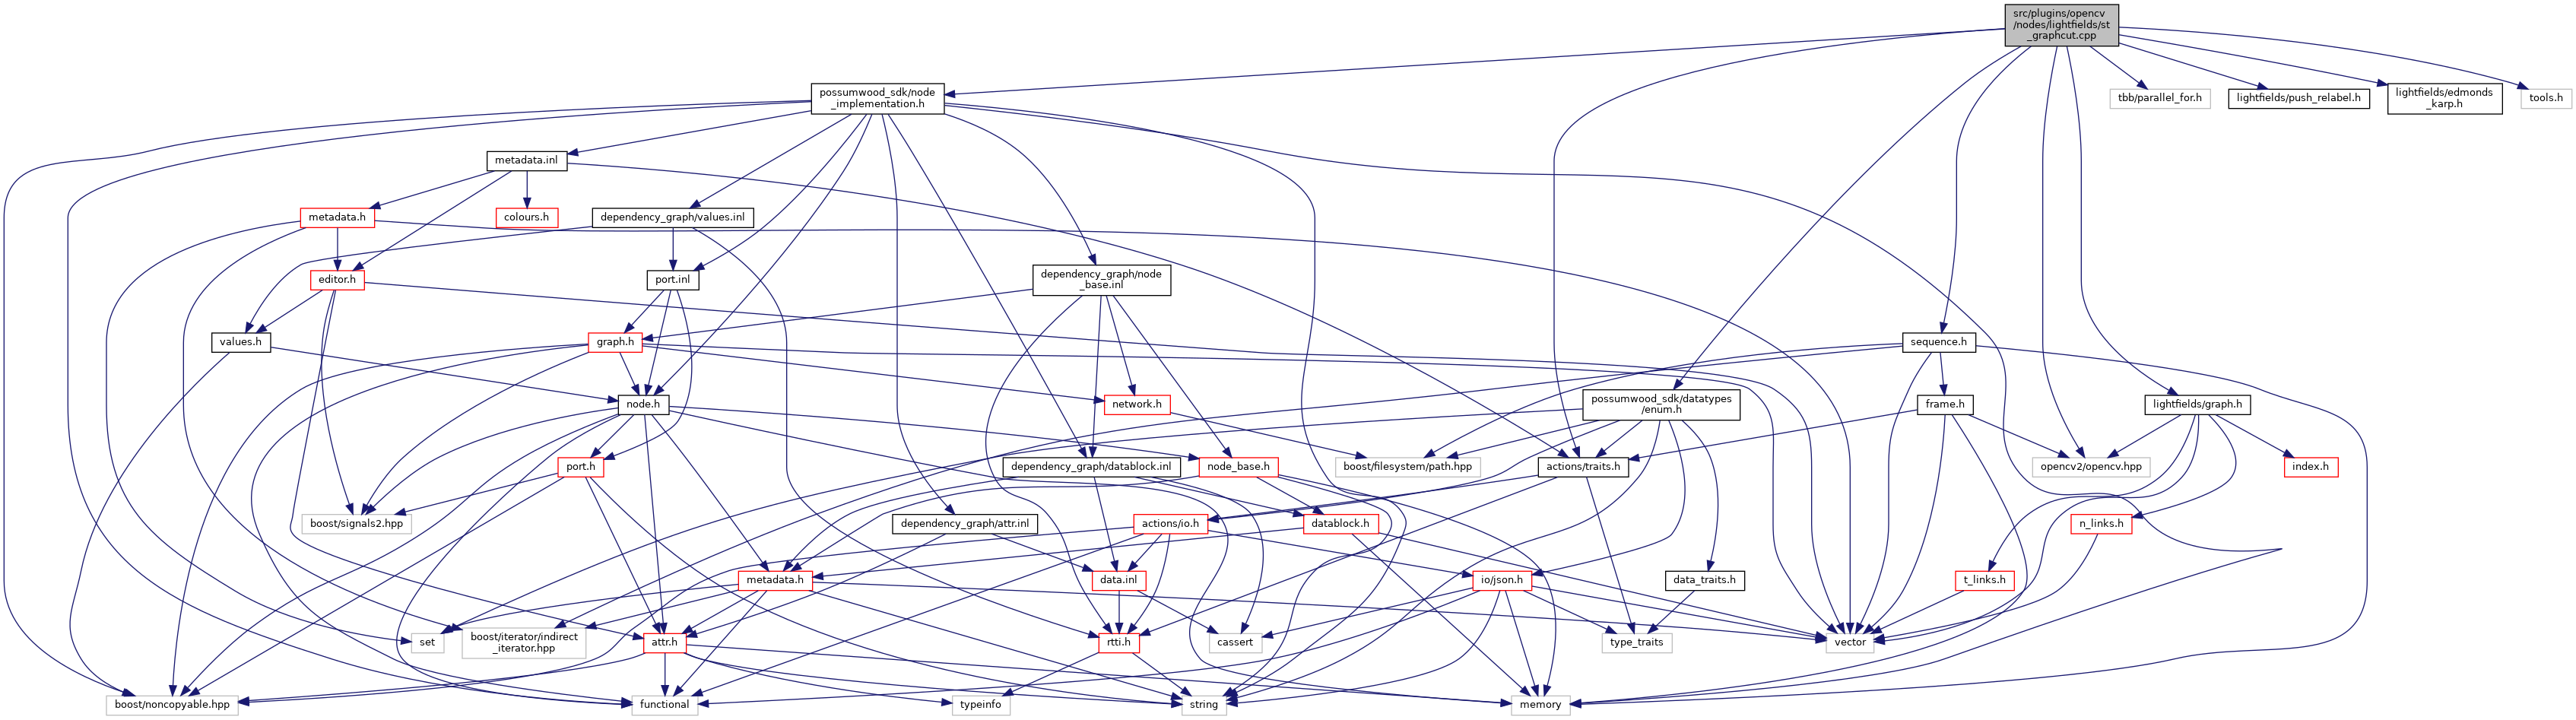 src/plugins/opencv
/nodes/lightfields/st
_graphcut.cpp
possumwood_sdk/node
_implementation.h
tbb/parallel_for.h
lightfields/push_relabel.h
lightfields/edmonds
_karp.h
tools.h
metadata.inl
metadata.h
colours.h
dependency_graph/values.inl
editor.h
port.inl
dependency_graph/node
_base.inl
values.h
graph.h
sequence.h
node.h
network.h
possumwood_sdk/datatypes
/enum.h
frame.h
lightfields/graph.h
port.h
dependency_graph/datablock.inl
node_base.h
boost/filesystem/path.hpp
actions/traits.h
opencv2/opencv.hpp
index.h
boost/signals2.hpp
dependency_graph/attr.inl
actions/io.h
datablock.h
n_links.h
metadata.h
data.inl
io/json.h
data_traits.h
t_links.h
set
boost/iterator/indirect
_iterator.hpp
attr.h
rtti.h
cassert
type_traits
vector
boost/noncopyable.hpp
functional
typeinfo
string
memory